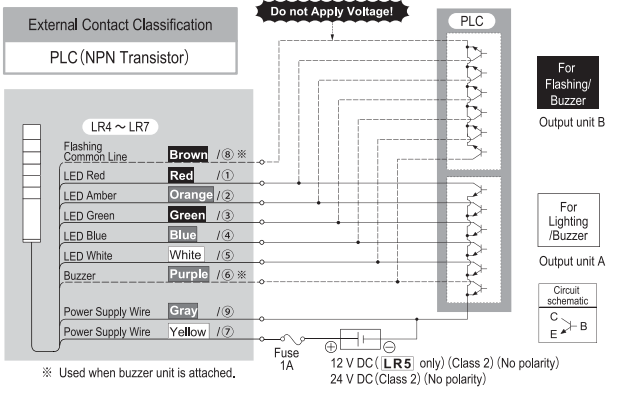 External Contact Classification
PLC (NPN Transistor)
Do not Apply Voltage!
PLC
For
Flashing/
Buzzer
Output unit B
LR4 ～ LR7
Flashing
Common Line Brown /⑧ ※
LED Red Red /①
LED Amber Orange /②
LED Green Green /③
LED Blue Blue /④
LED White White /⑤
Buzzer Purple /⑥ ※
Power Supply Wire Gray /⑨
Power Supply Wire Yellow /⑦
For
Lighting
/Buzzer
Output unit A
Circuit
schematic
C
B
E
Fuse
1A
⊕ ⊖
※ Used when buzzer unit is attached.
12 V DC (LR5 only) (Class 2) (No polarity)
24 V DC (Class 2) (No polarity)